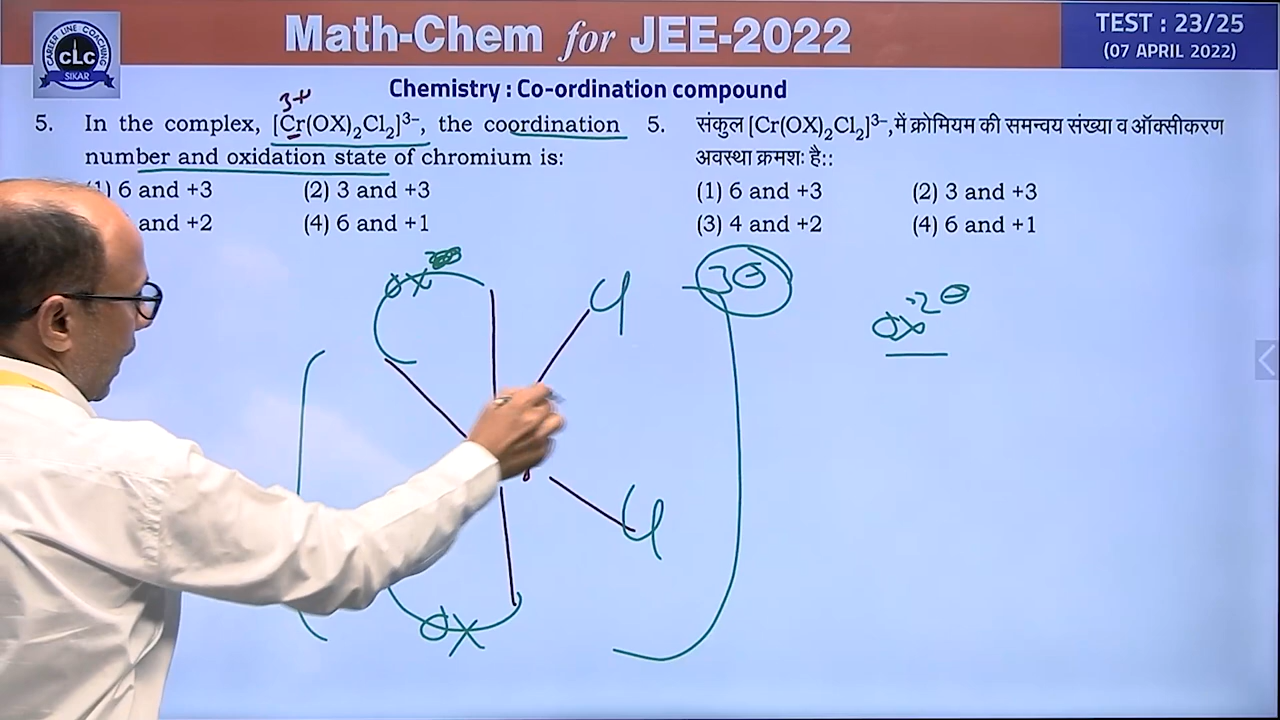 Math-Chem for JEE-2022
TEST : 23/25
(07 APRIL 2022)
CAREER LINE COACHING
CLC
SIKAR
Chemistry : Co-ordination compound
3+
5. In the complex, [Cr(OX)₂Cl₂]³⁻, the coordination
number and oxidation state of chromium is:
1) 6 and +3 (2) 3 and +3
and +2 (4) 6 and +1
5. संकुल [Cr(OX)₂Cl₂]³⁻,में क्रोमियम की समन्वय संख्या व ऑक्सीकरण
अवस्था क्रमशः है::
(1) 6 and +3 (2) 3 and +3
(3) 4 and +2 (4) 6 and +1
ox
Cl
3⊖
ox⁻²⊖
Cl
ox